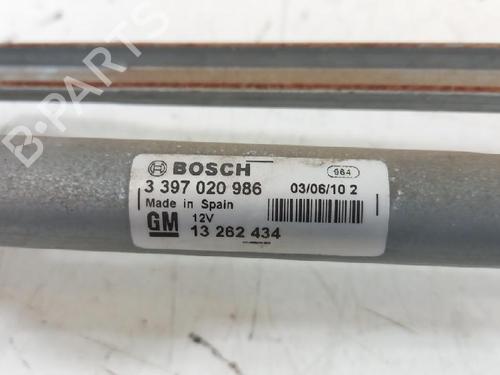 BOSCH 984
3 397 020 986 03/06/10 2
Made in Spain
12V
GM 13 262 434
B-PARTS